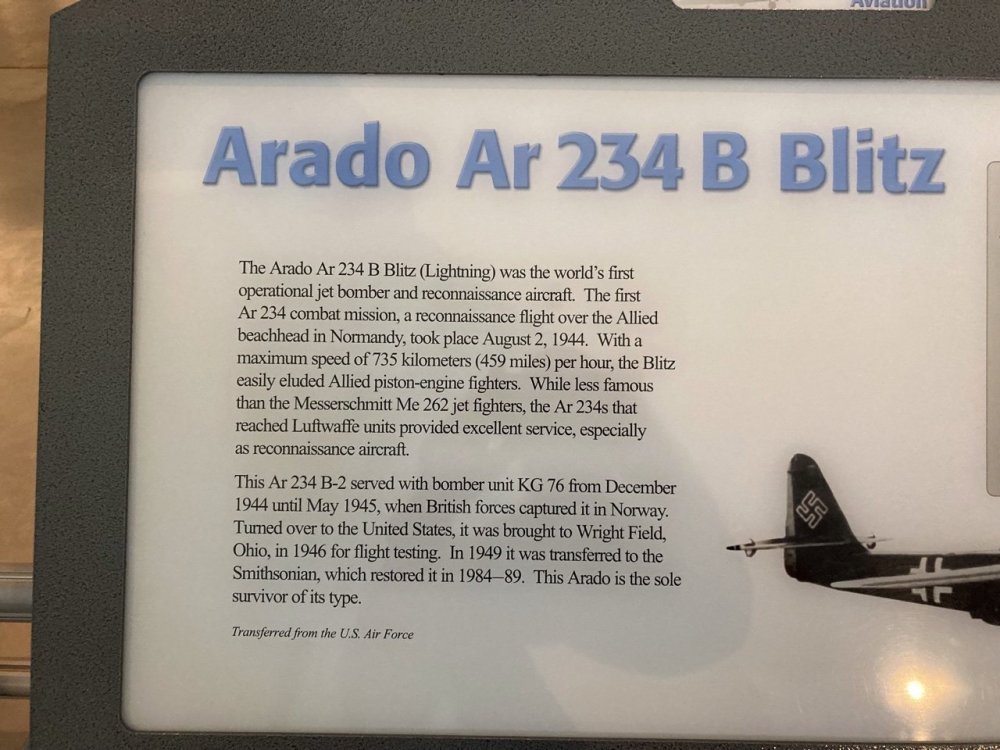 Aviation
Arado Ar 234 B Blitz
The Arado Ar 234 B Blitz (Lightning) was the world's first
operational jet bomber and reconnaissance aircraft. The first
Ar 234 combat mission, a reconnaissance flight over the Allied
beachhead in Normandy, took place August 2, 1944. With a
maximum speed of 735 kilometers (459 miles) per hour, the Blitz
easily eluded Allied piston-engine fighters. While less famous
than the Messerschmitt Me 262 jet fighters, the Ar 234s that
reached Luftwaffe units provided excellent service, especially
as reconnaissance aircraft.
This Ar 234 B-2 served with bomber unit KG 76 from December
1944 until May 1945, when British forces captured it in Norway.
Turned over to the United States, it was brought to Wright Field,
Ohio, in 1946 for flight testing. In 1949 it was transferred to the
Smithsonian, which restored it in 1984–89. This Arado is the sole
survivor of its type.
Transferred from the U.S. Air Force